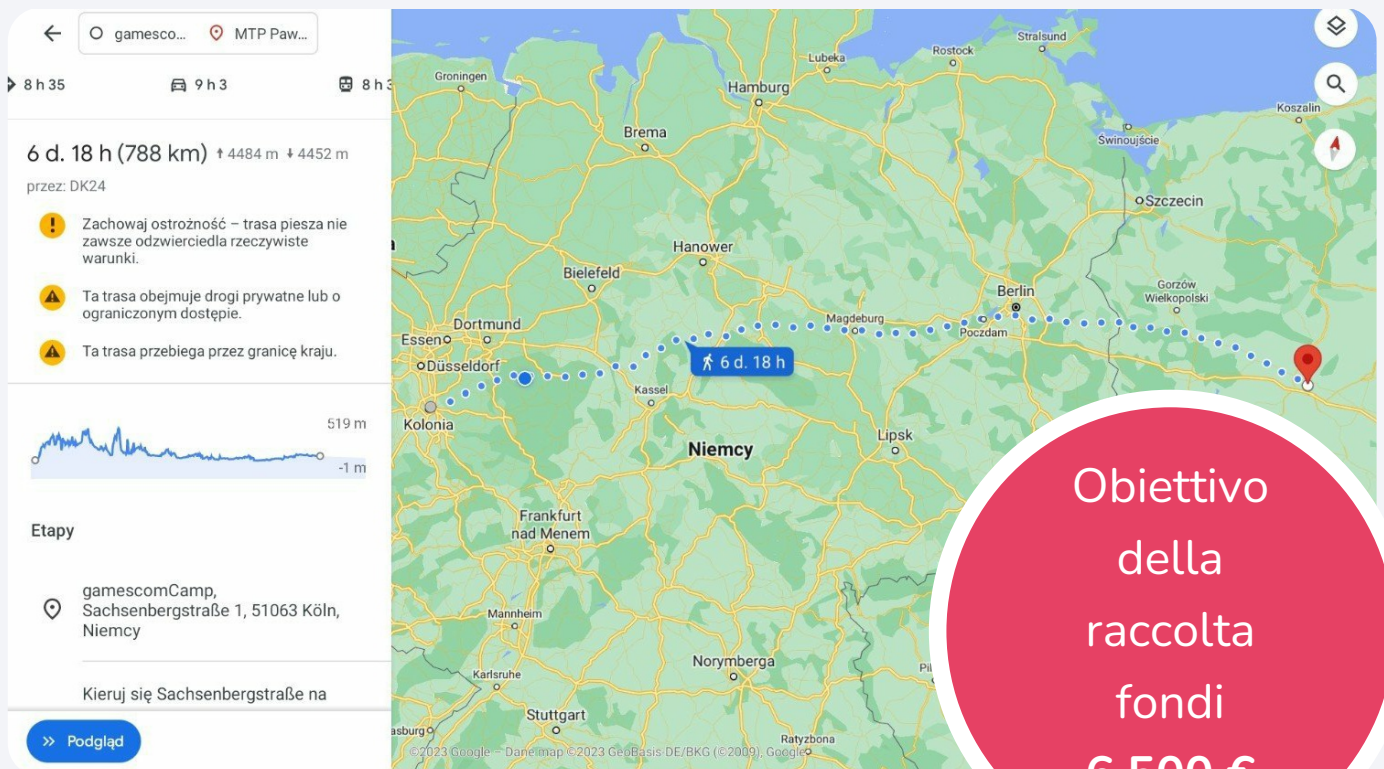 gamesco...
MTP Paw...
8 h 35
9 h 3
6 d. 18 h (788 km) 4484 m 4452 m
przez: DK24
Zachowaj ostrożność – trasa piesza nie
zawsze odzwierciedla rzeczywiste
warunki.
Ta trasa obejmuje drogi prywatne lub o
ograniczonym dostępie.
Ta trasa przebiega przez granicę kraju.
519 m
-1 m
Etapy
gamescomCamp,
Sachsenbergstraße 1, 51063 Köln,
Niemcy
Kieruj się Sachsenbergstraße na
Podgląd
Stralsund
Rostock
Lubeka
Groningen
Hamburg
Koszalin
Brema
Świnoujście
Szczecin
Hanower
Bielefeld
Berlin
Gorzów
Wielkopolski
Magdeburg
Poczdam
Dortmund
Essen
Düsseldorf
6 d. 18 h
Kassel
Kolonia
Lipsk
Niemcy
Frankfurt
nad Menem
Mannheim
Norymberga
Karlsruhe
Stuttgart
Ratyzbona
©2023 Google – Dane map ©2023 GeoBasis-DE/BKG (©2009), Google
Obiettivo
della
raccolta
fondi
6 500 €